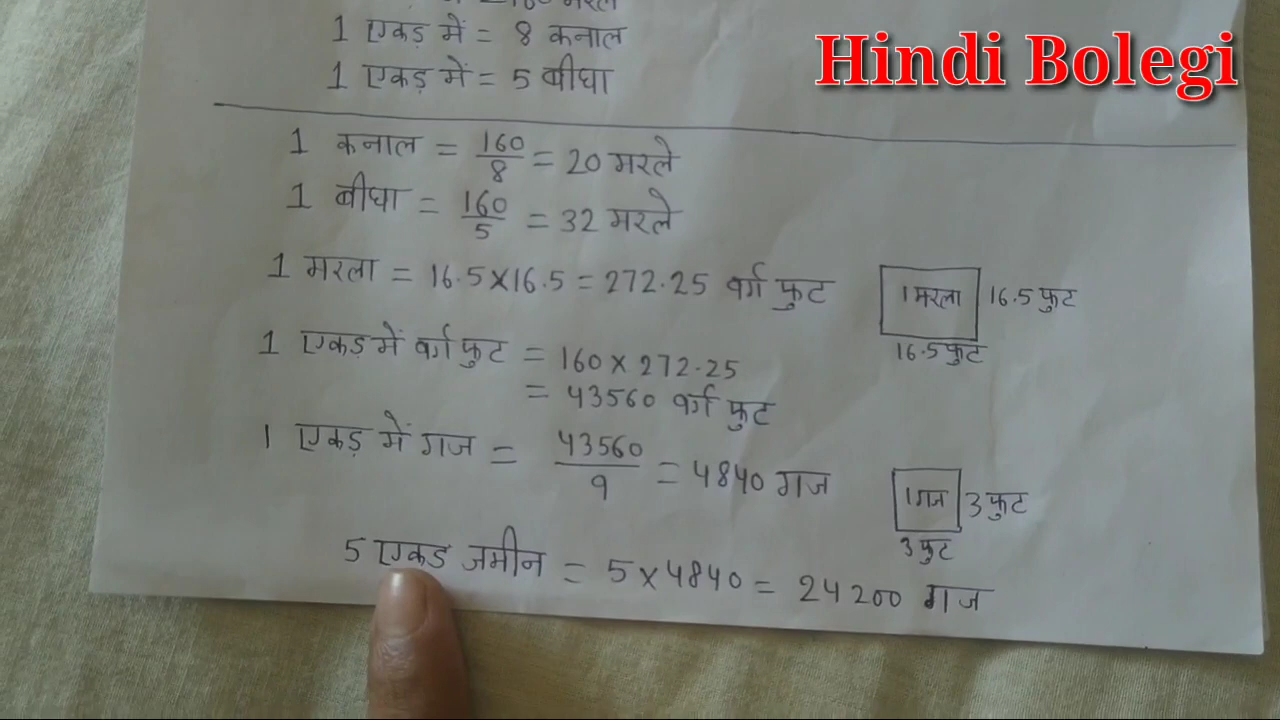 160 मरला
1 एकड़ में = 8 कनाल
1 एकड़ में = 5 बीघा
Hindi Bolegi
1 कनाल = 160/8 = 20 मरले
1 बीघा = 160/5 = 32 मरले
1 मरला = 16.5×16.5 = 272.25 वर्ग फुट
1 मरला 16.5 फुट
16.5 फुट
1 एकड़ में वर्ग फुट = 160 × 272.25
= 43560 वर्ग फुट
1 एकड़ में गज = 43560/9 = 4840 गज
1 गज 3 फुट
3 फुट
5 एकड जमीन = 5 × 4840 = 24200 गज